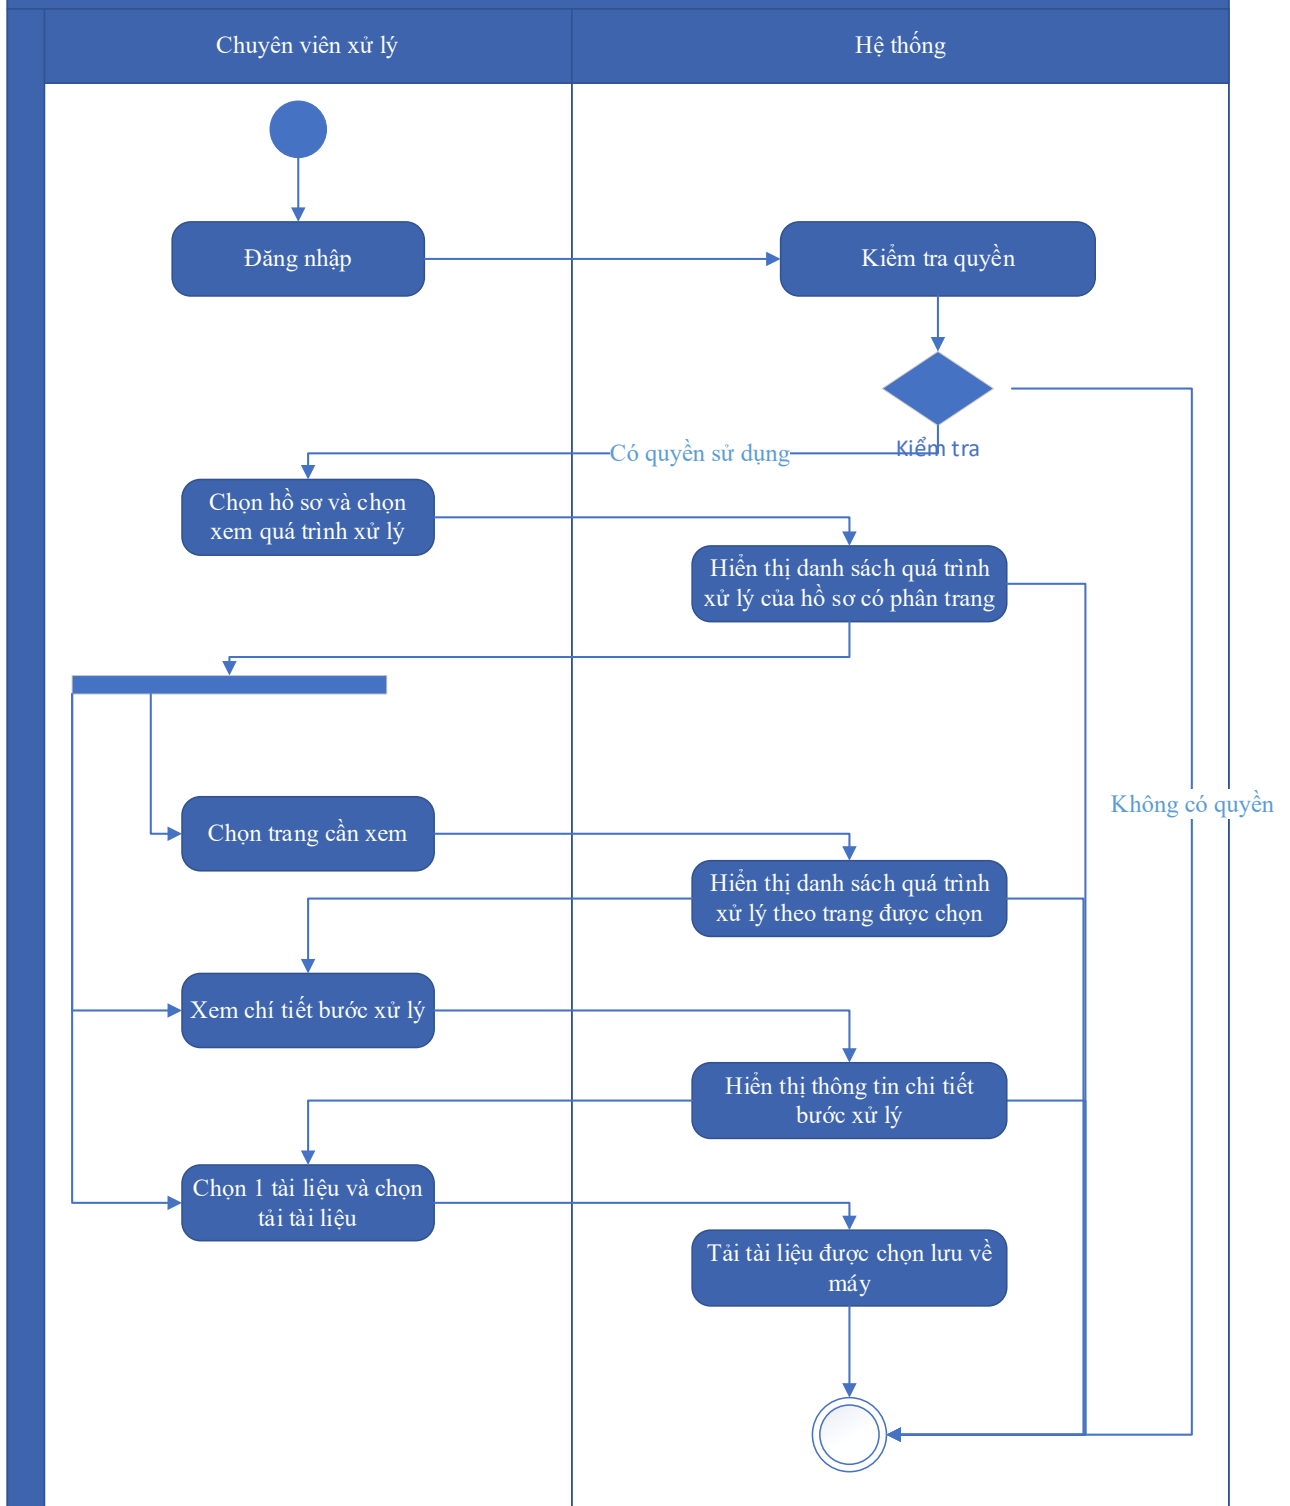 Chuyên viên xử lý
Hệ thống
Đăng nhập
Kiểm tra quyền
Kiểm tra
Có quyền sử dụng
Chọn hồ sơ và chọn
xem quá trình xử lý
Hiển thị danh sách quá trình
xử lý của hồ sơ có phân trang
Không có quyền
Chọn trang cần xem
Hiển thị danh sách quá trình
xử lý theo trang được chọn
Xem chí tiết bước xử lý
Hiển thị thông tin chi tiết
bước xử lý
Chọn 1 tài liệu và chọn
tải tài liệu
Tải tài liệu được chọn lưu về
máy